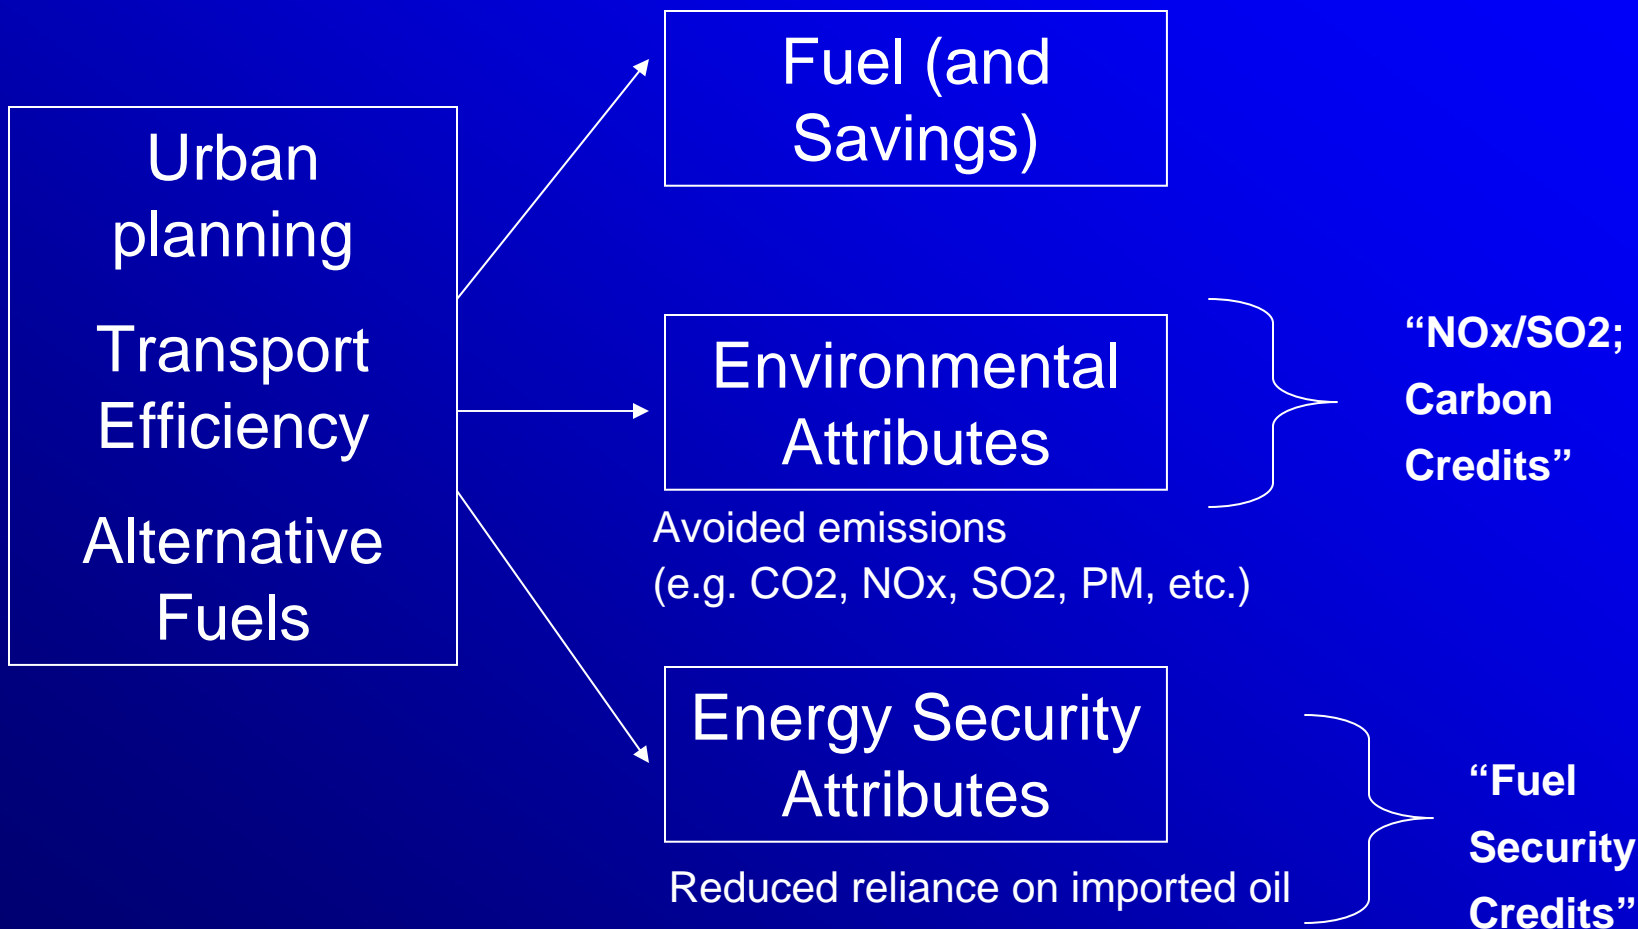 Urban
planning
Transport
Efficiency
Alternative
Fuels
Fuel (and
Savings)
Environmental
Attributes
Avoided emissions
(e.g. CO2, NOx, SO2, PM, etc.)
“NOx/SO2;
Carbon
Credits”
Energy Security
Attributes
Reduced reliance on imported oil
“Fuel
Security
Credits”